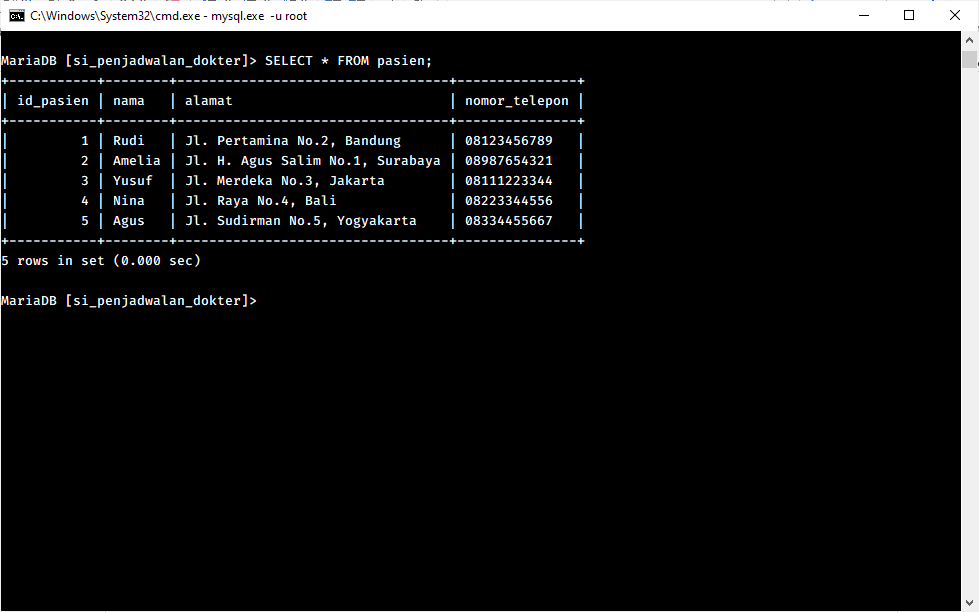 C:\Windows\System32\cmd.exe - mysql.exe -u root
MariaDB [si_penjadwalan_dokter]> SELECT * FROM pasien;
+-----------+--------+----------------------------------+---------------+
| id_pasien | nama   | alamat                           | nomor_telepon |
+-----------+--------+----------------------------------+---------------+
|         1 | Rudi   | Jl. Pertamina No.2, Bandung      | 08123456789   |
|         2 | Amelia | Jl. H. Agus Salim No.1, Surabaya | 08987654321   |
|         3 | Yusuf  | Jl. Merdeka No.3, Jakarta        | 08111223344   |
|         4 | Nina   | Jl. Raya No.4, Bali              | 08223344556   |
|         5 | Agus   | Jl. Sudirman No.5, Yogyakarta    | 08334455667   |
+-----------+--------+----------------------------------+---------------+
5 rows in set (0.000 sec)
MariaDB [si_penjadwalan_dokter]>